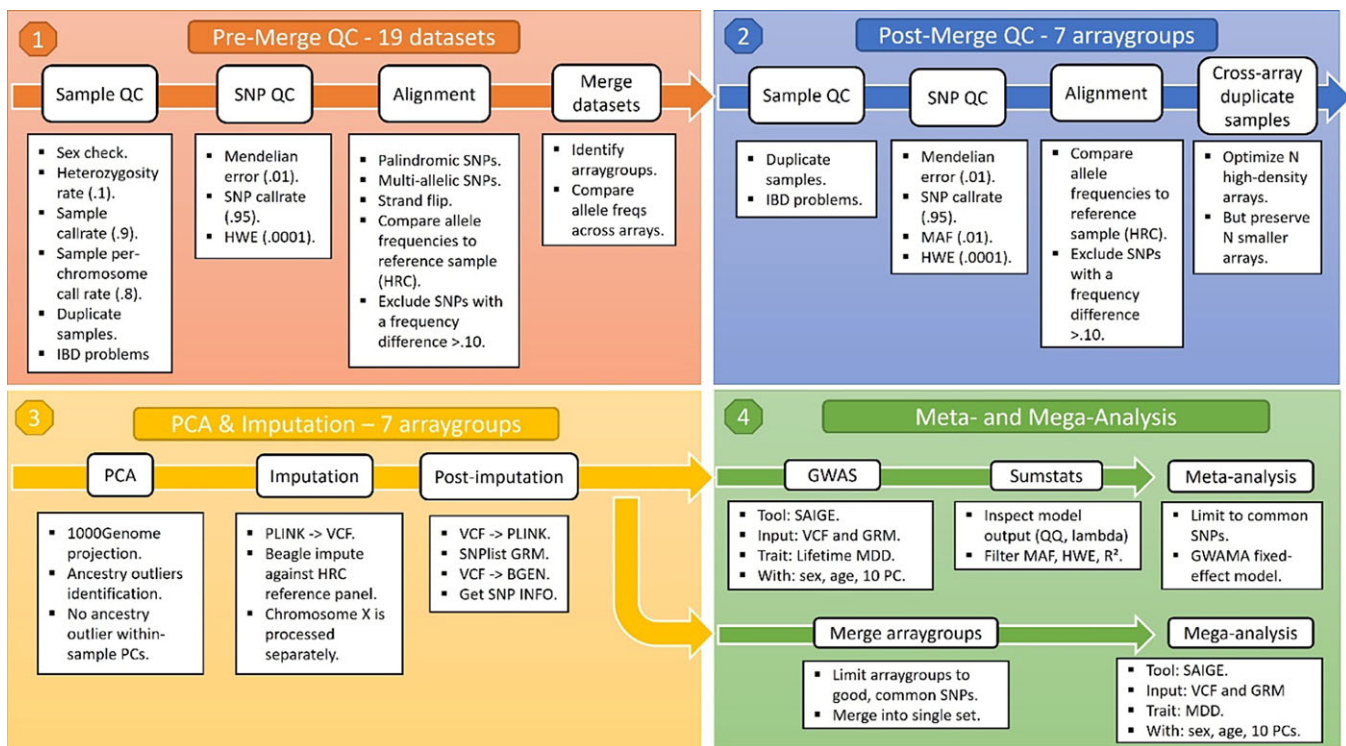 1
Pre-Merge QC - 19 datasets
Sample QC
SNP QC
Alignment
Merge
datasets
▪ Sex check.
▪ Heterozygosity
rate (.1).
▪ Sample
callrate (.9).
▪ Sample per-
chromosome
call rate (.8).
▪ Duplicate
samples.
▪ IBD problems
▪ Mendelian
error (.01).
▪ SNP callrate
(.95).
▪ HWE (.0001).
▪ Palindromic SNPs.
▪ Multi-allelic SNPs.
▪ Strand flip.
▪ Compare allele
frequencies to
reference sample
(HRC).
▪ Exclude SNPs with
a frequency
difference >.10.
▪ Identify
arraygroups.
▪ Compare
allele freqs
across arrays.
2
Post-Merge QC - 7 arraygroups
Sample QC
SNP QC
Alignment
Cross-array
duplicate
samples
▪ Duplicate
samples.
▪ IBD problems.
▪ Mendelian
error (.01).
▪ SNP callrate
(.95).
▪ MAF (.01).
▪ HWE (.0001).
▪ Compare
allele
frequencies to
reference
sample (HRC).
▪ Exclude SNPs
with a
frequency
difference
>.10.
▪ Optimize N
high-density
arrays.
▪ But preserve
N smaller
arrays.
3
PCA & Imputation – 7 arraygroups
PCA
Imputation
Post-imputation
▪ 1000Genome
projection.
▪ Ancestry outliers
identification.
▪ No ancestry
outlier within-
sample PCs.
▪ PLINK -> VCF.
▪ Beagle impute
against HRC
reference panel.
▪ Chromosome X is
processed
separately.
▪ VCF -> PLINK.
▪ SNPlist GRM.
▪ VCF -> BGEN.
▪ Get SNP INFO.
4
Meta- and Mega-Analysis
GWAS
Sumstats
Meta-analysis
▪ Tool: SAIGE.
▪ Input: VCF and GRM.
▪ Trait: Lifetime MDD.
▪ With: sex, age, 10 PC.
▪ Inspect model
output (QQ, lambda)
▪ Filter MAF, HWE, R².
▪ Limit to common
SNPs.
▪ GWAMA fixed-
effect model.
Merge arraygroups
Mega-analysis
▪ Limit arraygroups to
good, common SNPs.
▪ Merge into single set.
▪ Tool: SAIGE.
▪ Input: VCF and GRM
▪ Trait: MDD.
▪ With: sex, age, 10 PCs.